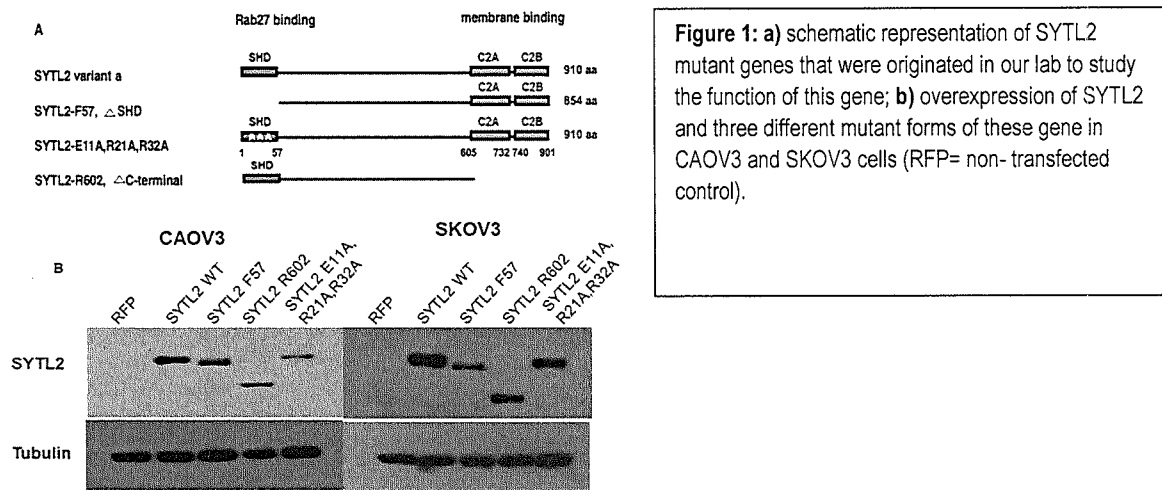 A
Rab27 binding membrane binding
SHD C2A C2B
SYTL2 variant a 910 aa
C2A C2B
SYTL2-F57, △SHD 854 aa
SHD C2A C2B
AAA
SYTL2-E11A,R21A,R32A 910 aa
1 57 605 732 740 901
SHD
SYTL2-R602, △C-terminal
CAOV3 SKOV3
B
RFP SYTL2 WT SYTL2 F57 SYTL2 R602 SYTL2 E11A, R21A,R32A
RFP SYTL2 WT SYTL2 F57 SYTL2 R602 SYTL2 E11A, R21A,R32A
SYTL2
Tubulin
Figure 1: a) schematic representation of SYTL2
mutant genes that were originated in our lab to study
the function of this gene; b) overexpression of SYTL2
and three different mutant forms of these gene in
CAOV3 and SKOV3 cells (RFP= non- transfected
control).